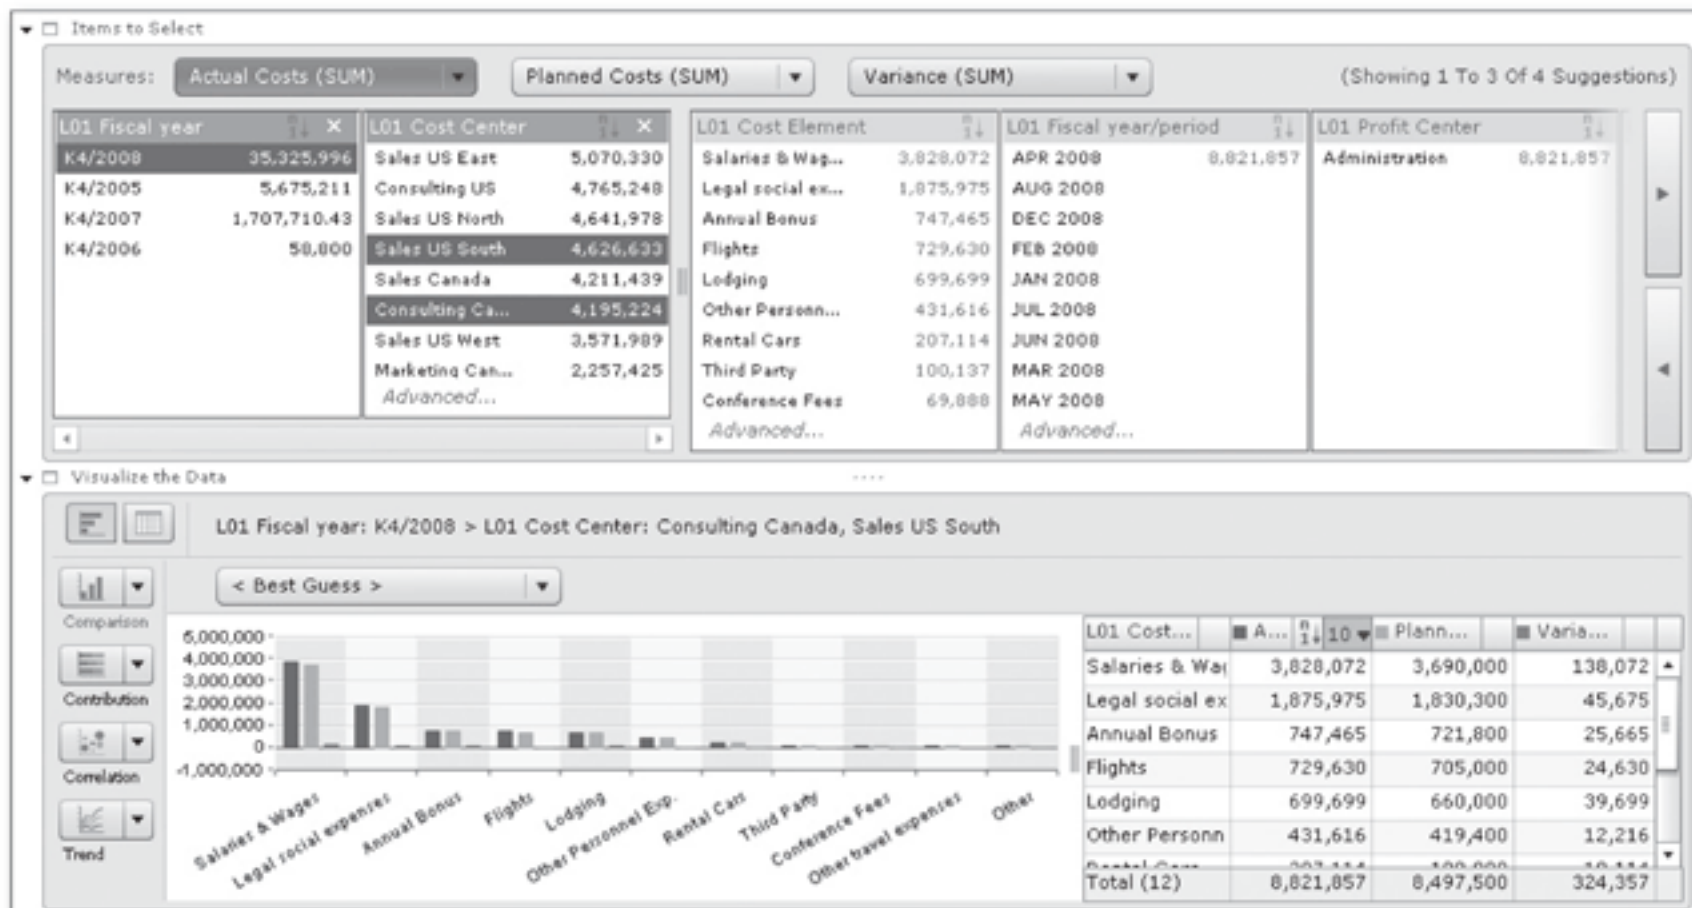 Items to Select
Measures: Actual Costs (SUM) Planned Costs (SUM) Variance (SUM) (Showing 1 To 3 Of 4 Suggestions)
L01 Fiscal year L01 Cost Center L01 Cost Element L01 Fiscal year/period L01 Profit Center
K4/2008 35,325,996 Sales US East 5,070,330 Salaries & Wag... 3,828,072 APR 2008 8,821,857 Administration 8,821,857
K4/2005 5,675,211 Consulting US 4,765,248 Legal social ex... 1,875,975 AUG 2008
K4/2007 1,707,710.43 Sales US North 4,641,978 Annual Bonus 747,465 DEC 2008
K4/2006 58,800 Sales US South 4,626,633 Flights 729,630 FEB 2008
Sales Canada 4,211,439 Lodging 699,699 JAN 2008
Consulting Ca... 4,195,224 Other Personn... 431,616 JUL 2008
Sales US West 3,571,989 Rental Cars 207,114 JUN 2008
Marketing Can... 2,257,425 Third Party 100,137 MAR 2008
Advanced... Conference Fees 69,888 MAY 2008
Advanced... Advanced...
Visualize the Data
L01 Fiscal year: K4/2008 > L01 Cost Center: Consulting Canada, Sales US South
< Best Guess >
Comparison
Contribution
Correlation
Trend
5,000,000
4,000,000
3,000,000
2,000,000
1,000,000
0
-1,000,000
Salaries & Wages
Legal social expenses
Annual Bonus
Flights
Lodging
Other Personnel Exp.
Rental Cars
Third Party
Conference Fees
Other travel expenses
Other
L01 Cost... A... 10 Plann... Varia...
Salaries & Wag 3,828,072 3,690,000 138,072
Legal social ex 1,875,975 1,830,300 45,675
Annual Bonus 747,465 721,800 25,665
Flights 729,630 705,000 24,630
Lodging 699,699 660,000 39,699
Other Personn 431,616 419,400 12,216
Rental Cars 207,114
Total (12) 8,821,857 8,497,500 324,357